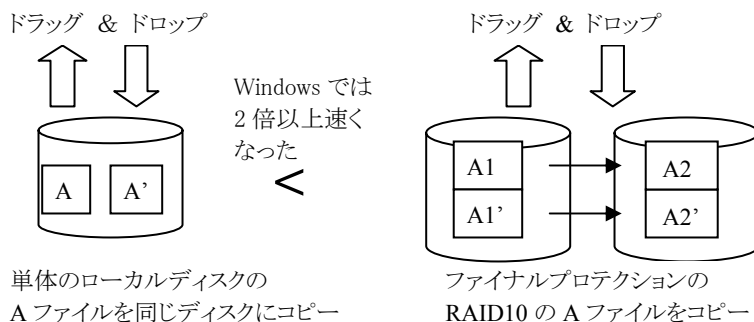 ドラッグ & ドロップ
A
A’
単体のローカルディスクの
A ファイルを同じディスクにコピー
Windows では
2 倍以上速く
なった
<
ドラッグ & ドロップ
A1
A2
A1’
A2’
ファイナルプロテクションの
RAID10 の A ファイルをコピー